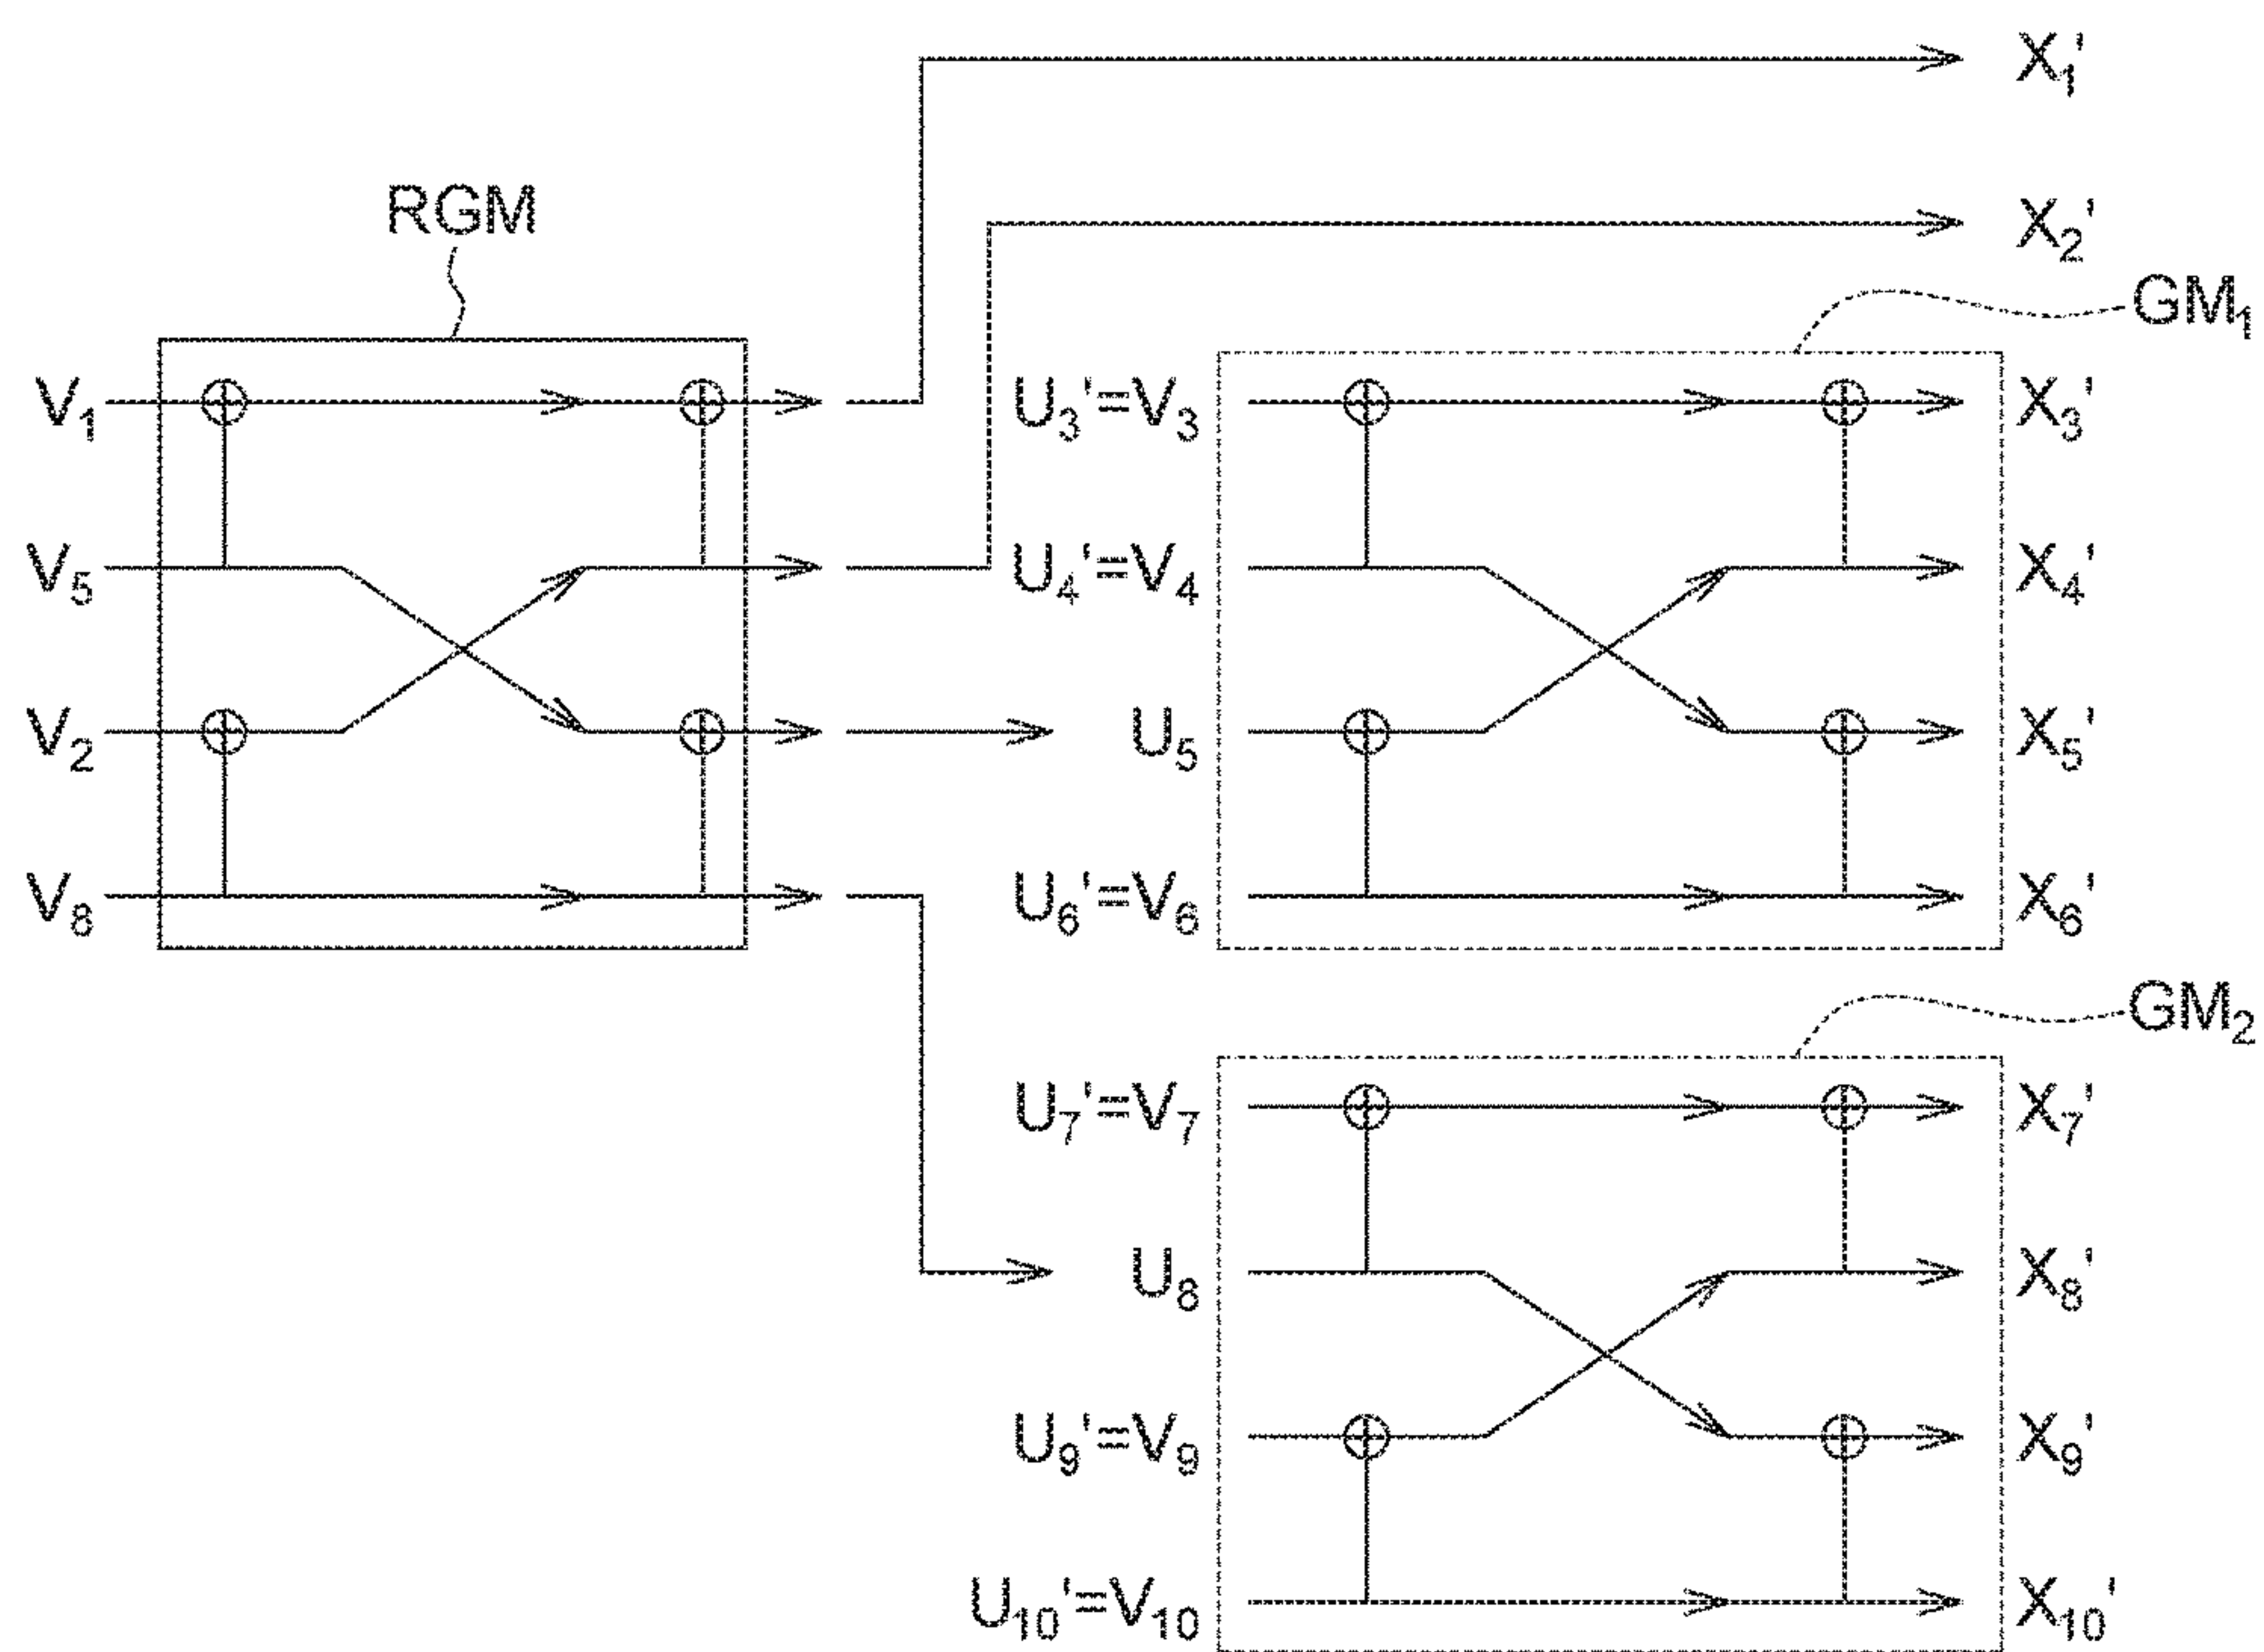 X₁'
X₂'
RGM
GM₁
V₁
U₃'=V₃
X₃'
V₅
U₄'=V₄
X₄'
V₂
U₅
X₅'
V₈
U₆'=V₆
X₆'
GM₂
U₇'=V₇
X₇'
U₈
X₈'
U₉'=V₉
X₉'
U₁₀'=V₁₀
X₁₀'